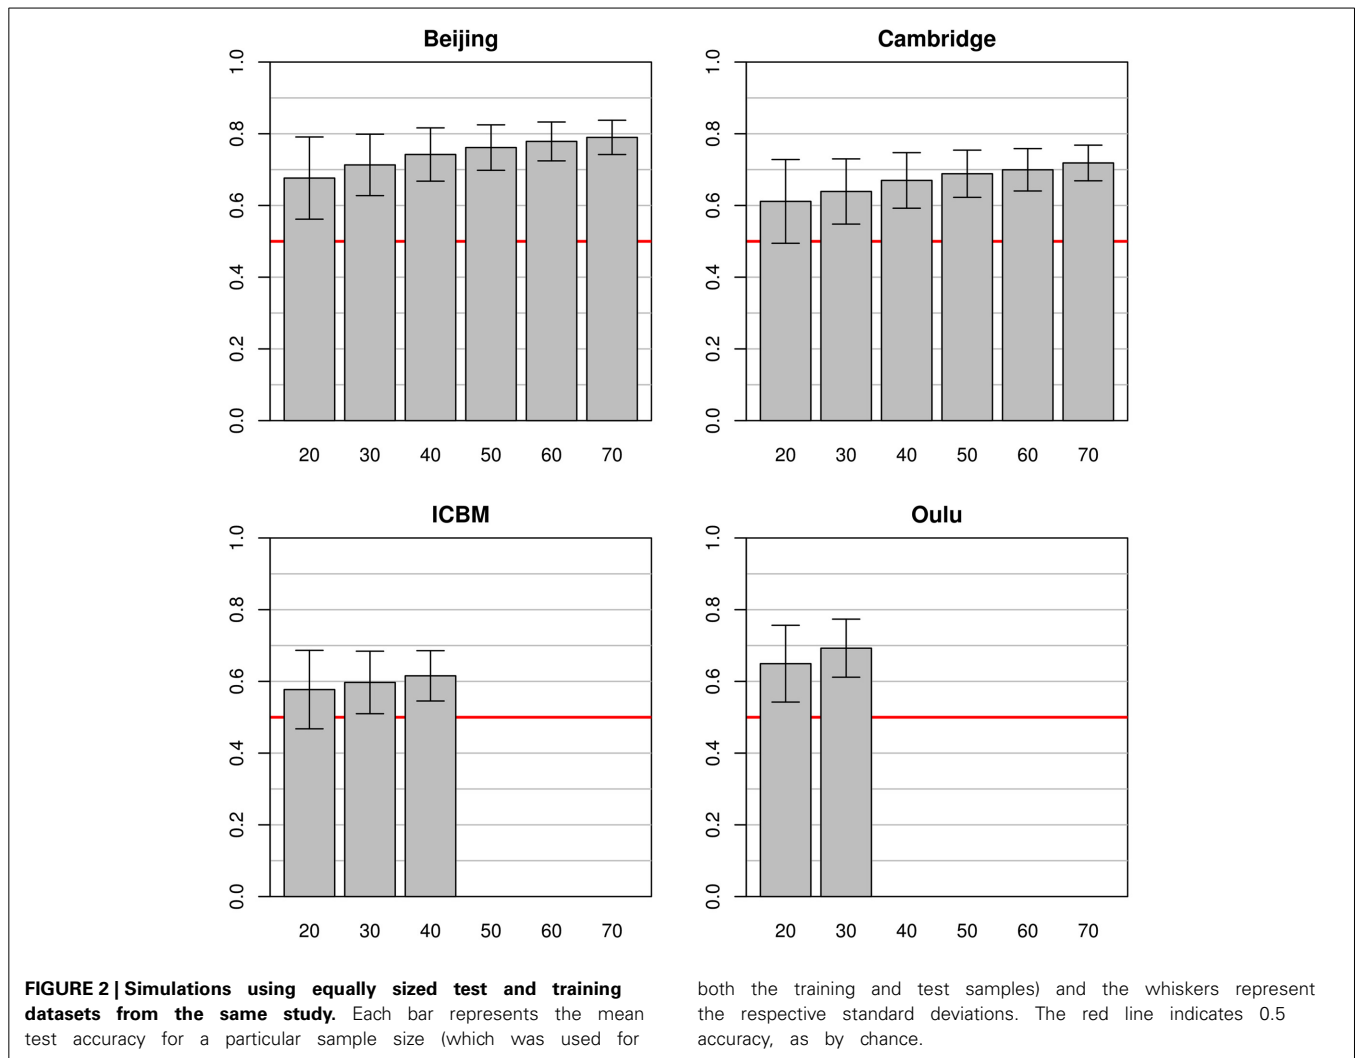 Beijing
1.0
0.8
0.6
0.4
0.2
0.0
20 30 40 50 60 70
Cambridge
1.0
0.8
0.6
0.4
0.2
0.0
20 30 40 50 60 70
ICBM
1.0
0.8
0.6
0.4
0.2
0.0
20 30 40 50 60 70
Oulu
1.0
0.8
0.6
0.4
0.2
0.0
20 30 40 50 60 70
FIGURE 2 | Simulations using equally sized test and training
datasets from the same study. Each bar represents the mean
test accuracy for a particular sample size (which was used for
both the training and test samples) and the whiskers represent
the respective standard deviations. The red line indicates 0.5
accuracy, as by chance.